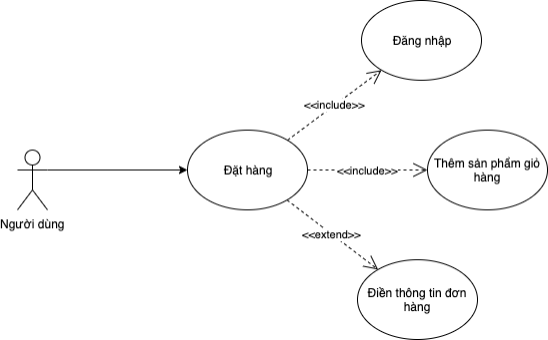 Đăng nhập
<<include>>
Thêm sản phẩm giỏ
hàng
<<include>>
Đặt hàng
Người dùng
<<extend>>
Điền thông tin đơn
hàng